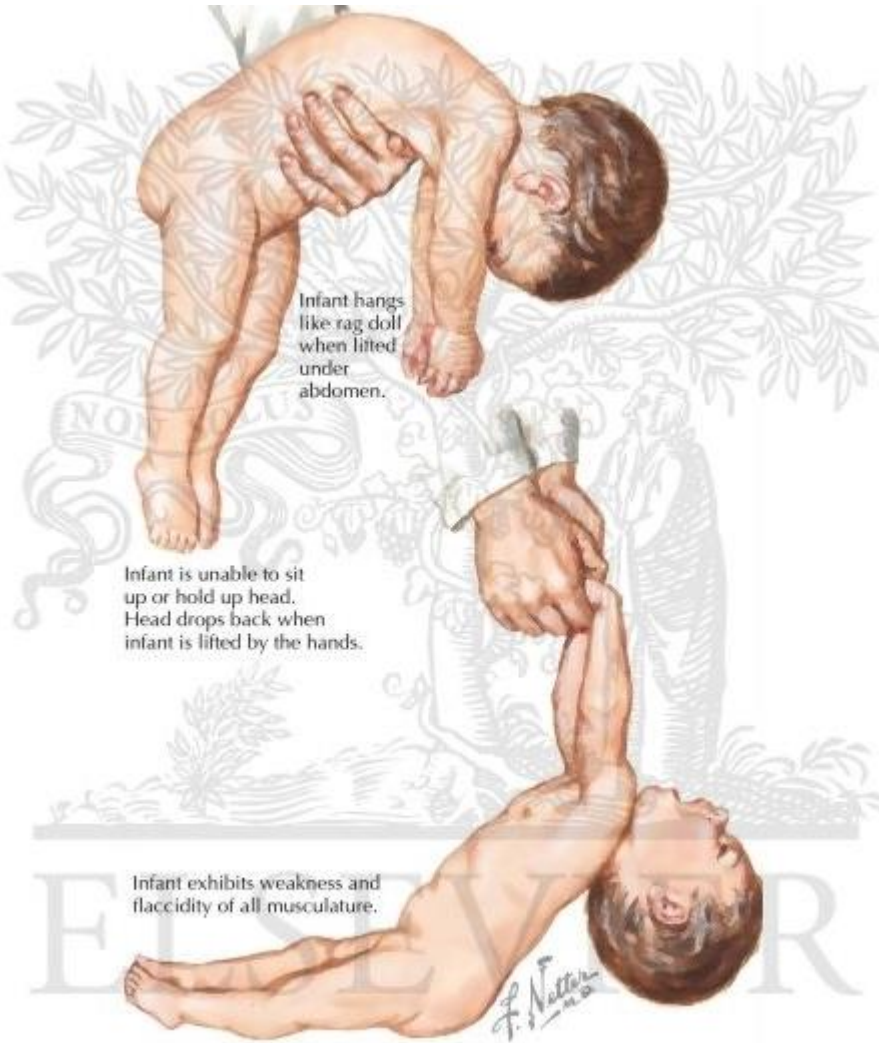 Infant hangs
like rag doll
when lifted
under
abdomen.
NON SOLUS
Infant is unable to sit
up or hold up head.
Head drops back when
infant is lifted by the hands.
Infant exhibits weakness and
flaccidity of all musculature.
ELSEVIER
F. Netter
M.D.